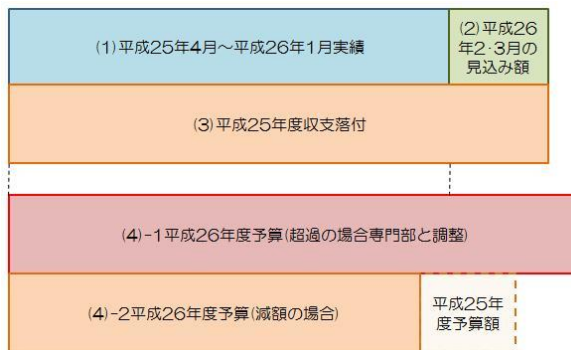 (1)平成25年4月〜平成26年1月実績
(2)平成26
年2・3月の
見込み額
(3)平成25年度収支落付
(4)-1平成26年度予算(超過の場合専門部と調整)
(4)-2平成26年度予算(減額の場合)
平成25年
度予算額